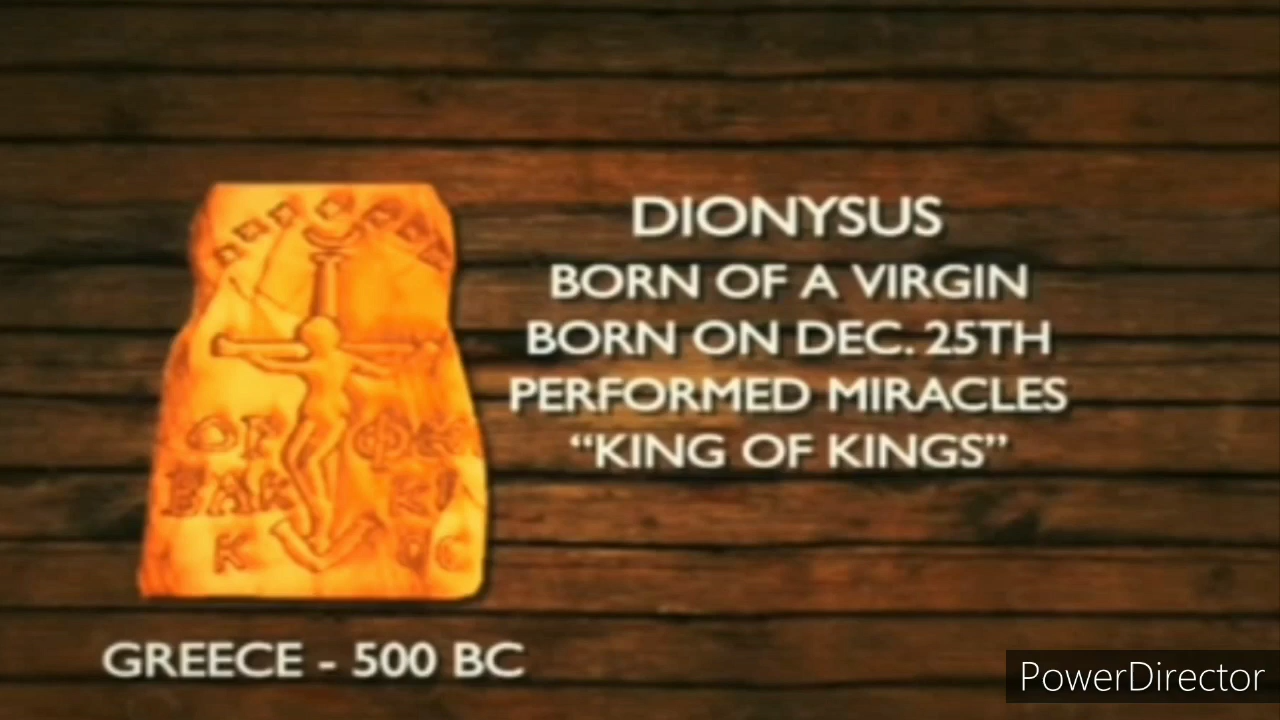 DIONYSUS
BORN OF A VIRGIN
BORN ON DEC. 25TH
PERFORMED MIRACLES
“KING OF KINGS”
GREECE - 500 BC
PowerDirector